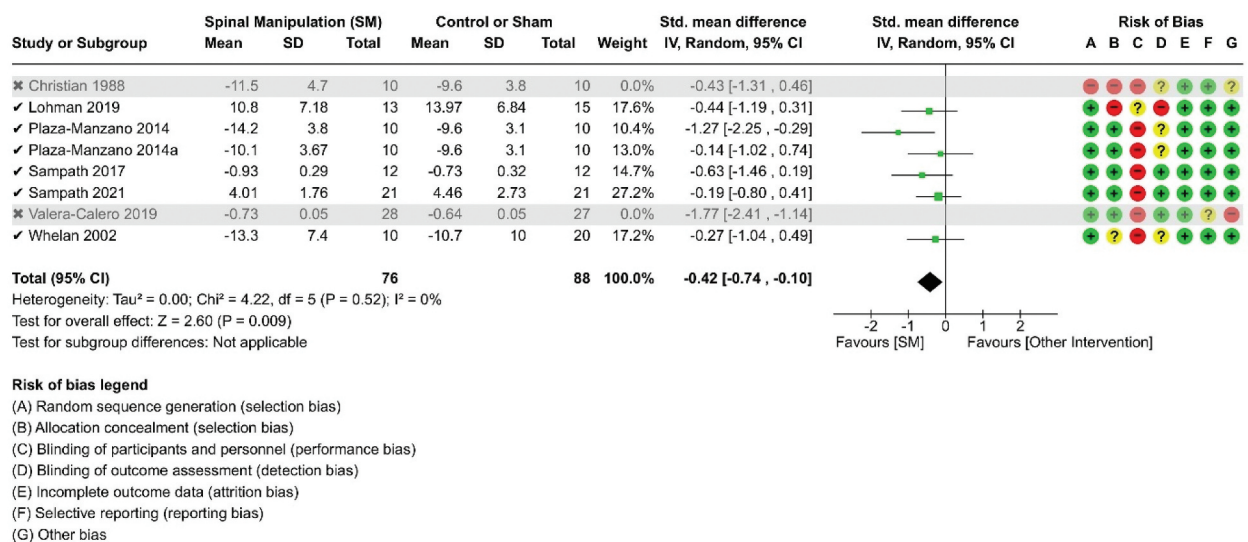 Spinal Manipulation (SM) Control or Sham Std. mean difference Std. mean difference Risk of Bias
Study or Subgroup Mean SD Total Mean SD Total Weight IV, Random, 95% CI IV, Random, 95% CI A B C D E F G
✖ Christian 1988 -11.5 4.7 10 -9.6 3.8 10 0.0% -0.43 [-1.31 , 0.46] − − − ? + + ?
✔ Lohman 2019 10.8 7.18 13 13.97 6.84 15 17.6% -0.44 [-1.19 , 0.31] + − ? − + + +
✔ Plaza-Manzano 2014 -14.2 3.8 10 -9.6 3.1 10 10.4% -1.27 [-2.25 , -0.29] + + − ? + + +
✔ Plaza-Manzano 2014a -10.1 3.67 10 -9.6 3.1 10 13.0% -0.14 [-1.02 , 0.74] + + − ? + + +
✔ Sampath 2017 -0.93 0.29 12 -0.73 0.32 12 14.7% -0.63 [-1.46 , 0.19] + + − + + + +
✔ Sampath 2021 4.01 1.76 21 4.46 2.73 21 27.2% -0.19 [-0.80 , 0.41] + + − + + + +
✖ Valera-Calero 2019 -0.73 0.05 28 -0.64 0.05 27 0.0% -1.77 [-2.41 , -1.14] + + − + + ? −
✔ Whelan 2002 -13.3 7.4 10 -10.7 10 20 17.2% -0.27 [-1.04 , 0.49] + ? − ? + + +
Total (95% CI) 76 88 100.0% -0.42 [-0.74 , -0.10]
Heterogeneity: Tau² = 0.00; Chi² = 4.22, df = 5 (P = 0.52); I² = 0%
Test for overall effect: Z = 2.60 (P = 0.009)
Test for subgroup differences: Not applicable
-2 -1 0 1 2
Favours [SM] Favours [Other Intervention]
Risk of bias legend
(A) Random sequence generation (selection bias)
(B) Allocation concealment (selection bias)
(C) Blinding of participants and personnel (performance bias)
(D) Blinding of outcome assessment (detection bias)
(E) Incomplete outcome data (attrition bias)
(F) Selective reporting (reporting bias)
(G) Other bias